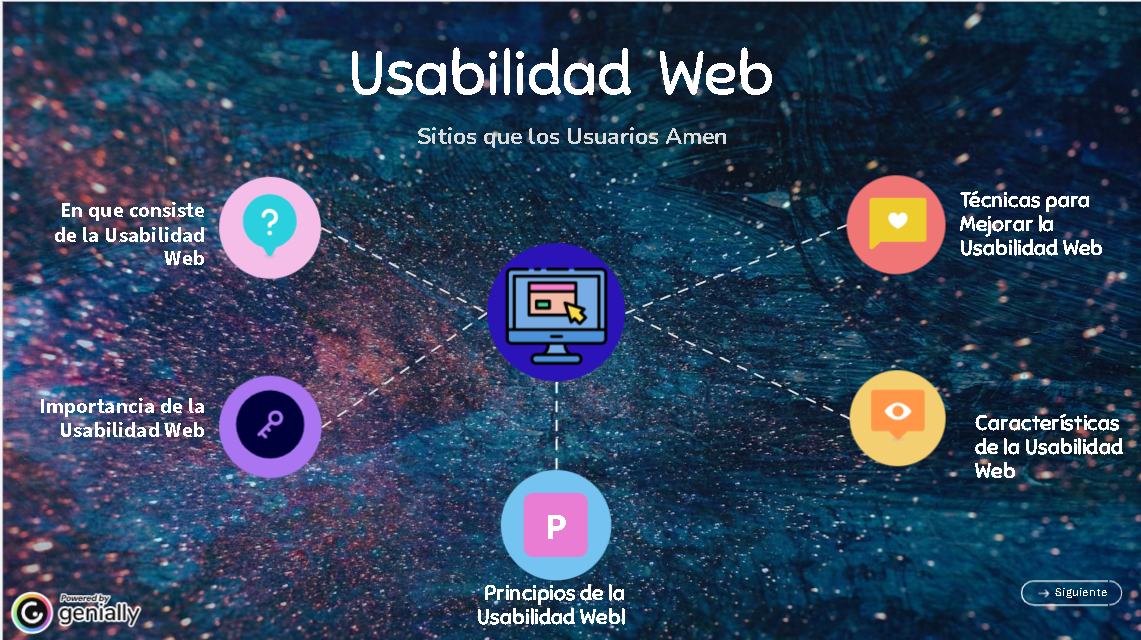 Usabilidad Web
Sitios que los Usuarios Amen
En que consiste
de la Usabilidad
Web
?
Técnicas para
Mejorar la
Usabilidad Web
Importancia de la
Usabilidad Web
Características
de la Usabilidad
Web
P
Principios de la
Usabilidad Webl
Powered by
genially
→ Siguiente